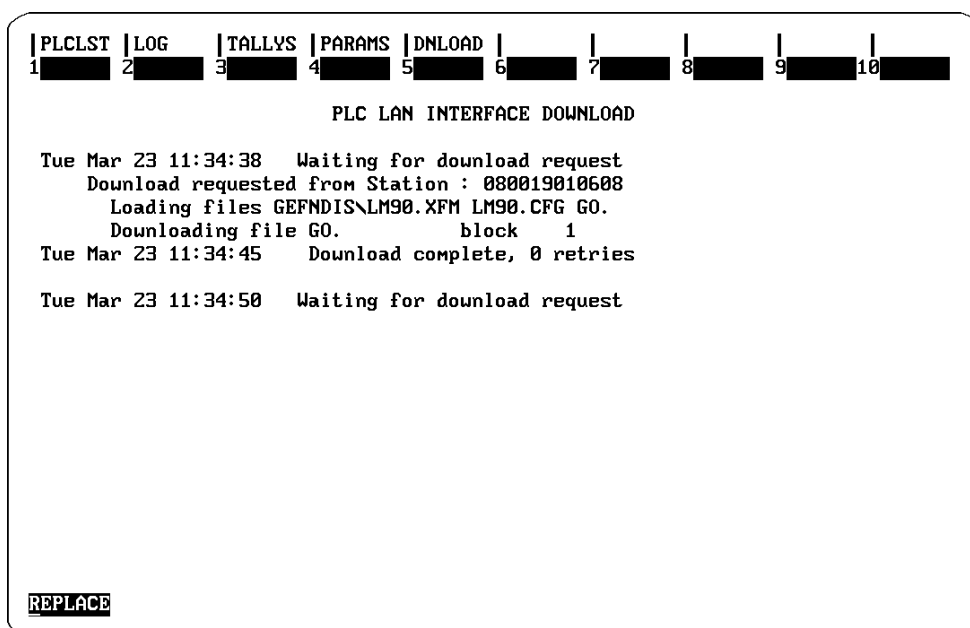 |PLCLST |LOG |TALLYS |PARAMS |DNLOAD | | | | |
1 2 3 4 5 6 7 8 9 10
PLC LAN INTERFACE DOWNLOAD
Tue Mar 23 11:34:38 Waiting for download request
Download requested from Station : 080019010608
Loading files GEFNDIS\LM90.XFM LM90.CFG GO.
Downloading file GO. block 1
Tue Mar 23 11:34:45 Download complete, 0 retries
Tue Mar 23 11:34:50 Waiting for download request
REPLACE